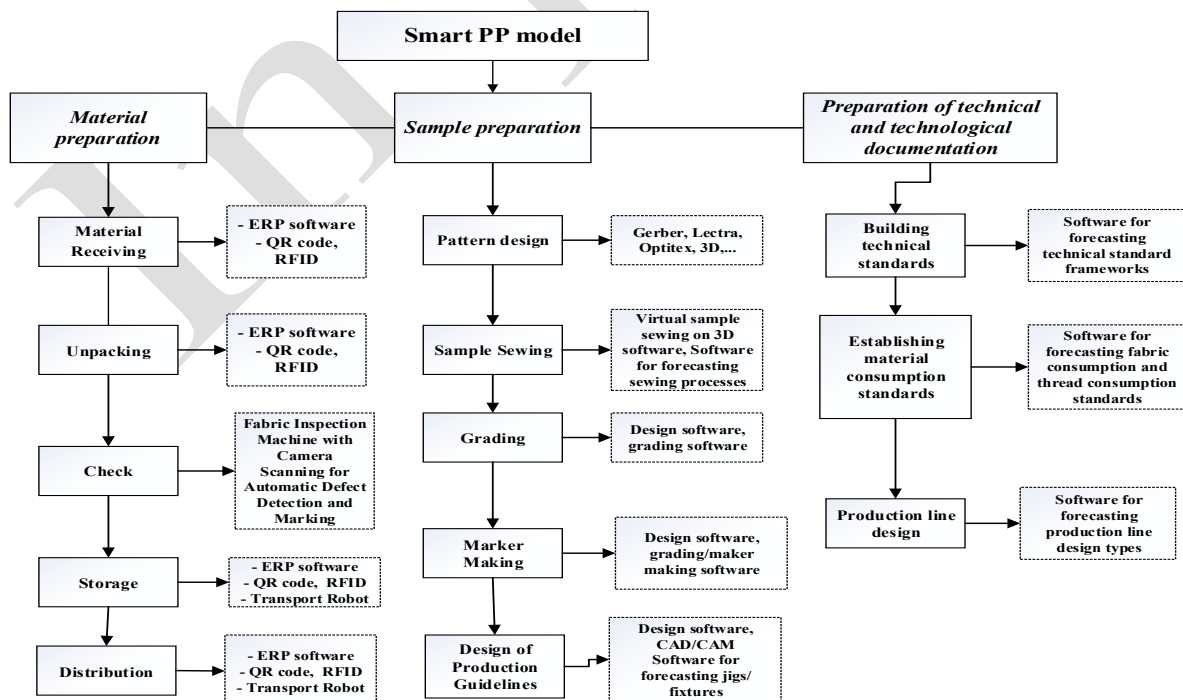 Smart PP model
Material
preparation
Sample preparation
Preparation of technical
and technological
documentation
Material
Receiving
- ERP software
- QR code,
RFID
Unpacking
- ERP software
- QR code,
RFID
Check
Fabric Inspection
Machine with
Camera
Scanning for
Automatic Defect
Detection and
Marking
Storage
- ERP software
- QR code, RFID
- Transport Robot
Distribution
- ERP software
- QR code, RFID
- Transport Robot
Pattern design
Gerber, Lectra,
Optitex, 3D,...
Sample Sewing
Virtual sample
sewing on 3D
software, Software
for forecasting
sewing processes
Grading
Design software,
grading software
Marker
Making
Design software,
grading/maker
making software
Design of
Production
Guidelines
Design software,
CAD/CAM
Software for
forecasting jigs/
fixtures
Building
technical
standards
Software for
forecasting
technical standard
frameworks
Establishing
material
consumption
standards
Software for
forecasting fabric
consumption and
thread consumption
standards
Production line
design
Software for
forecasting
production line
design types